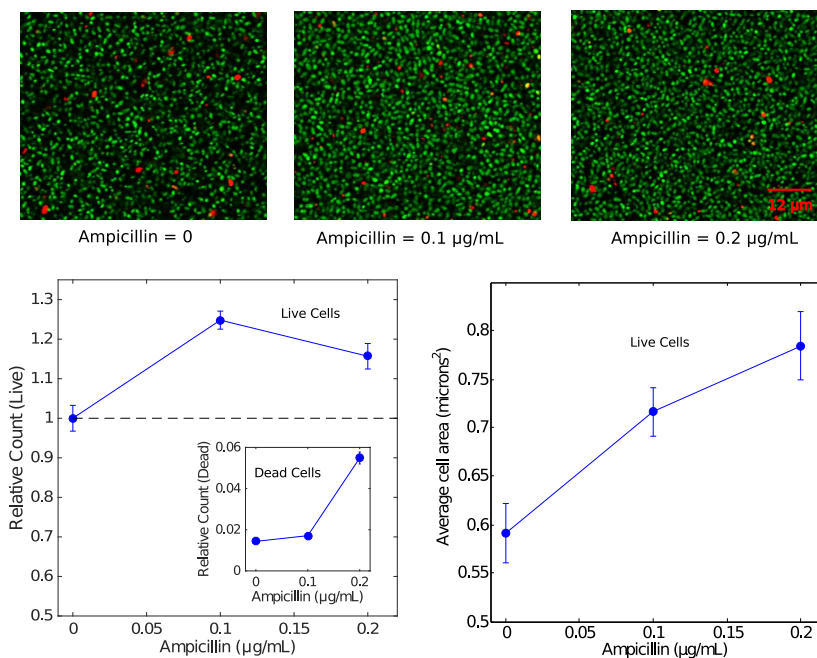 12 µm
Ampicillin = 0
Ampicillin = 0.1 µg/mL
Ampicillin = 0.2 µg/mL
Relative Count (Live)
1.3
1.2
1.1
1
0.9
0.8
0.7
0.6
0.5
0
0.05
0.1
0.15
0.2
Ampicillin (µg/mL)
Live Cells
Relative Count (Dead)
0.06
0.04
0.02
0
Dead Cells
0
0.1
0.2
Ampicillin (µg/mL)
Average cell area (microns²)
0.8
0.75
0.7
0.65
0.6
0.55
0.5
Live Cells
0
0.05
0.1
0.15
0.2
Ampicillin (µg/mL)